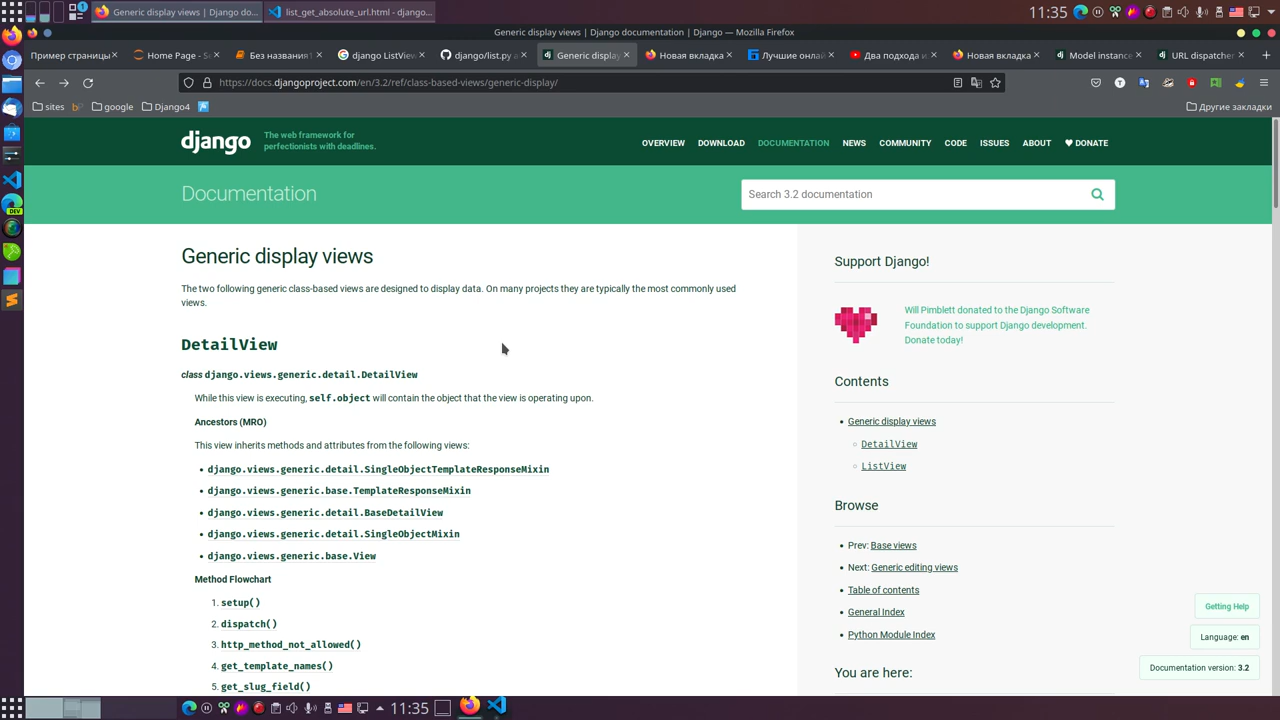 1
Generic display views | Django do...
list_get_absolute_url.html - django...
11:35
Generic display views | Django documentation | Django — Mozilla Firefox
Пример страницы
Home Page - S
Без названия1
django ListView
django/list.py a
Generic display
Новая вкладка
Лучшие онлай
Два подхода и
Новая вкладка
Model instance
URL dispatcher
https://docs.djangoproject.com/en/3.2/ref/class-based-views/generic-display/
sites
google
Django4
Другие закладки
django
The web framework for
perfectionists with deadlines.
OVERVIEW
DOWNLOAD
DOCUMENTATION
NEWS
COMMUNITY
CODE
ISSUES
ABOUT
♥ DONATE
Documentation
Search 3.2 documentation
DEV
Generic display views
The two following generic class-based views are designed to display data. On many projects they are typically the most commonly used
views.
DetailView
class django.views.generic.detail.DetailView
While this view is executing, self.object will contain the object that the view is operating upon.
Ancestors (MRO)
This view inherits methods and attributes from the following views:
• django.views.generic.detail.SingleObjectTemplateResponseMixin
• django.views.generic.base.TemplateResponseMixin
• django.views.generic.detail.BaseDetailView
• django.views.generic.detail.SingleObjectMixin
• django.views.generic.base.View
Method Flowchart
1. setup()
2. dispatch()
3. http_method_not_allowed()
4. get_template_names()
5. get_slug_field()
Support Django!
Will Pimblett donated to the Django Software
Foundation to support Django development.
Donate today!
Contents
• Generic display views
◦ DetailView
◦ ListView
Browse
• Prev: Base views
• Next: Generic editing views
• Table of contents
• General Index
• Python Module Index
You are here:
Getting Help
Language: en
Documentation version: 3.2
11:35